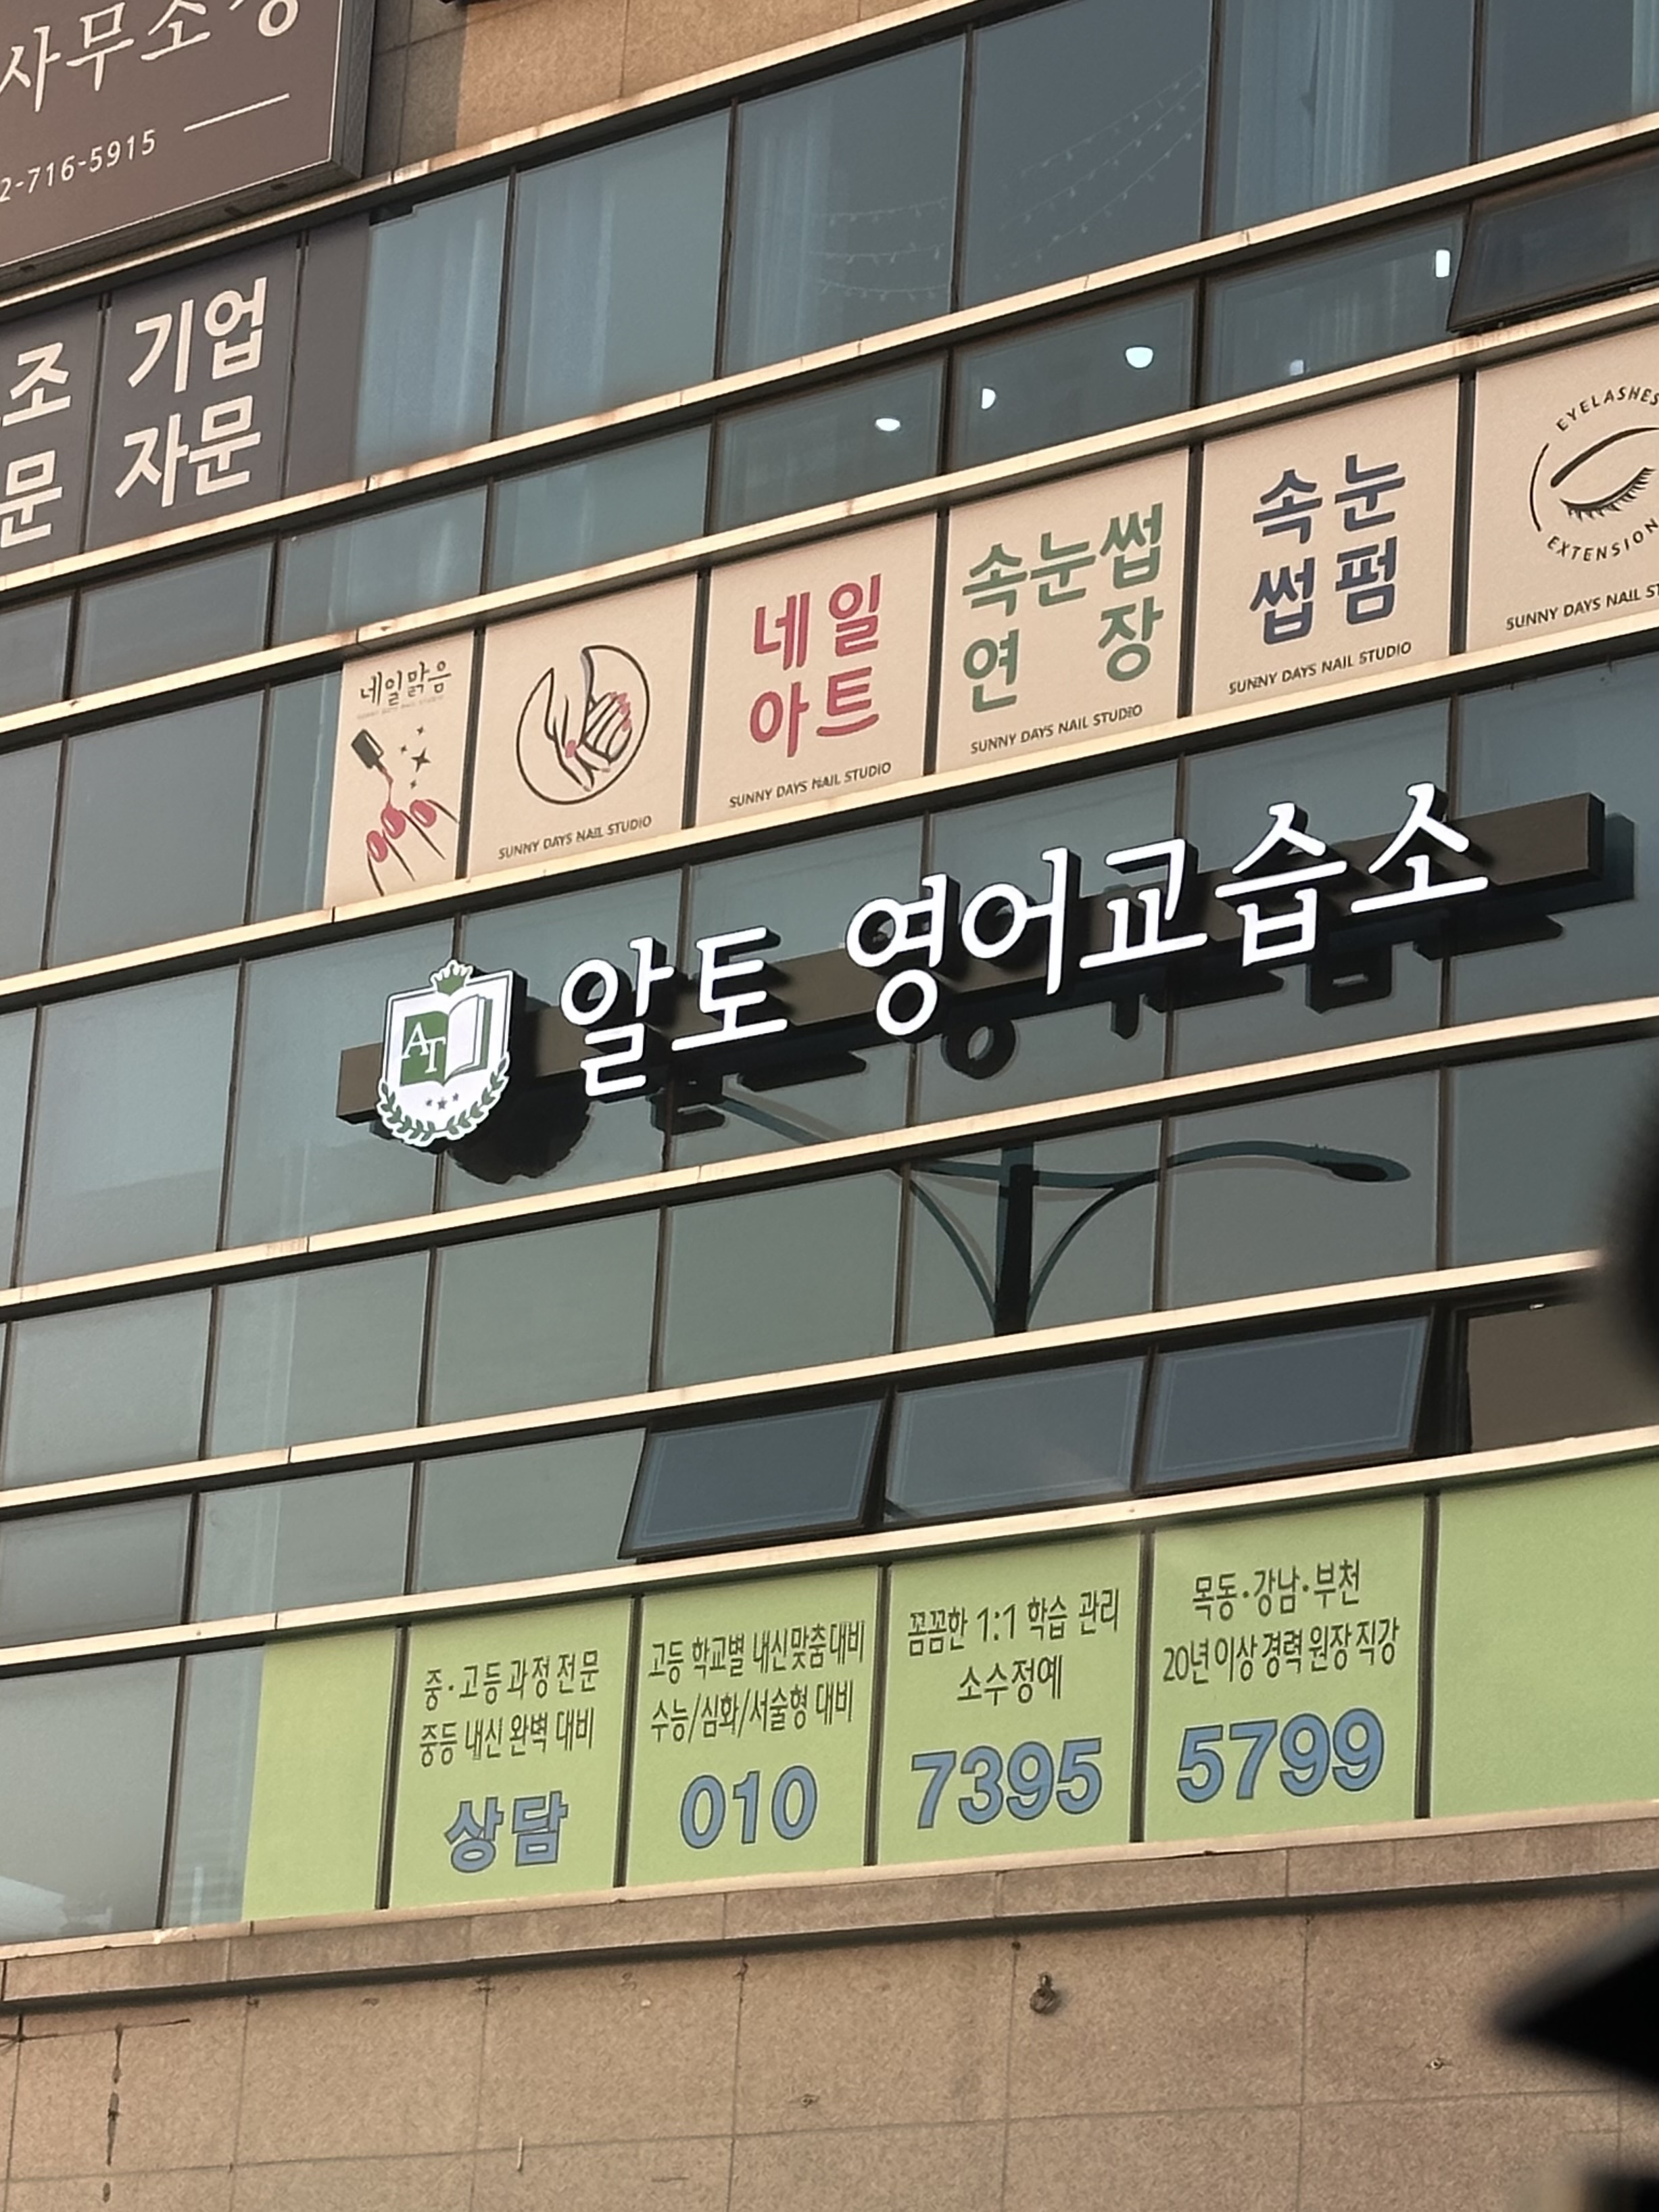 사무소
2-716-5915
조 기업
문 자문
네일맑음
SUNNY DAYS NAIL STUDIO
네일
아트
SUNNY DAYS NAIL STUDIO
속눈썹
연 장
SUNNY DAYS NAIL STUDIO
속눈
썹펌
SUNNY DAYS NAIL STUDIO
EYELASHES
EXTENSION
SUNNY DAYS NAIL
AT
알토 영어교습소
중·고등 과정 전문
중등 내신 완벽 대비
상담
고등 학교별 내신맞춤대비
수능/심화/서술형 대비
010
꼼꼼한 1:1 학습 관리
소수정예
7395
목동·강남·부천
20년 이상 경력 원장 직강
5799